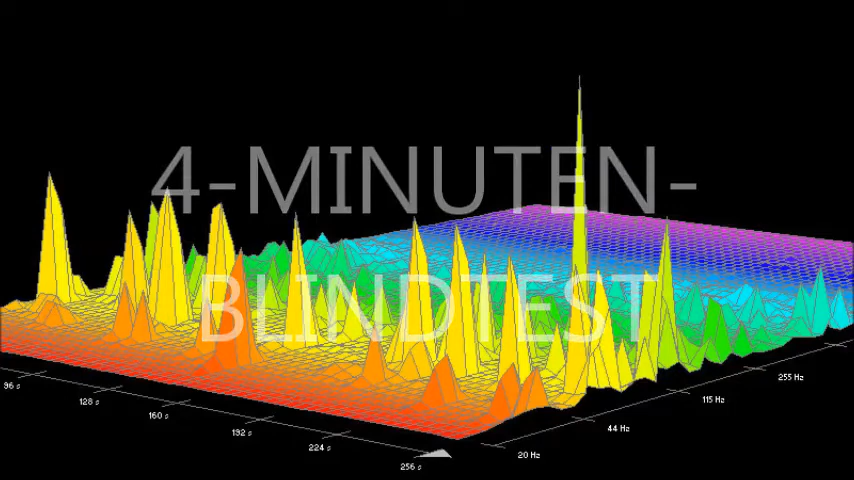 4-MINUTEN-
BLINDTEST
96 s
128 s
160 s
192 s
224 s
256 s
20 Hz
44 Hz
115 Hz
255 Hz